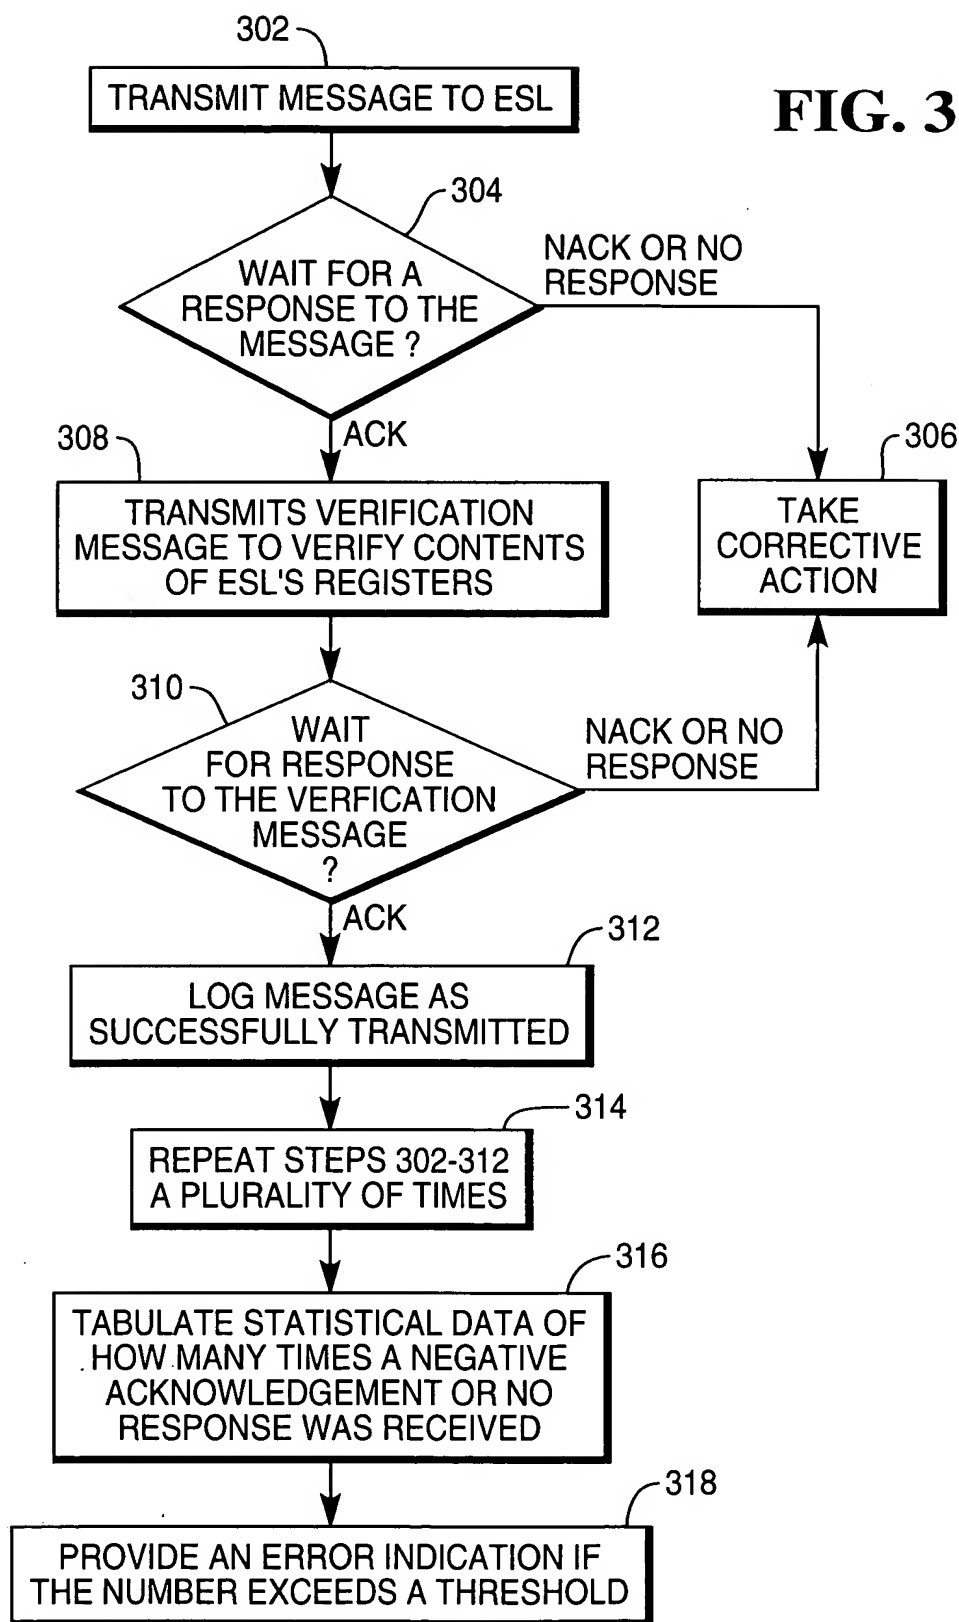 302
TRANSMIT MESSAGE TO ESL
FIG. 3
304
WAIT FOR A
RESPONSE TO THE
MESSAGE ?
NACK OR NO
RESPONSE
ACK
308
TRANSMITS VERIFICATION
MESSAGE TO VERIFY CONTENTS
OF ESL'S REGISTERS
306
TAKE
CORRECTIVE
ACTION
310
WAIT
FOR RESPONSE
TO THE VERFICATION
MESSAGE
?
NACK OR NO
RESPONSE
ACK
312
LOG MESSAGE AS
SUCCESSFULLY TRANSMITTED
314
REPEAT STEPS 302-312
A PLURALITY OF TIMES
316
TABULATE STATISTICAL DATA OF
HOW MANY TIMES A NEGATIVE
ACKNOWLEDGEMENT OR NO
RESPONSE WAS RECEIVED
318
PROVIDE AN ERROR INDICATION IF
THE NUMBER EXCEEDS A THRESHOLD